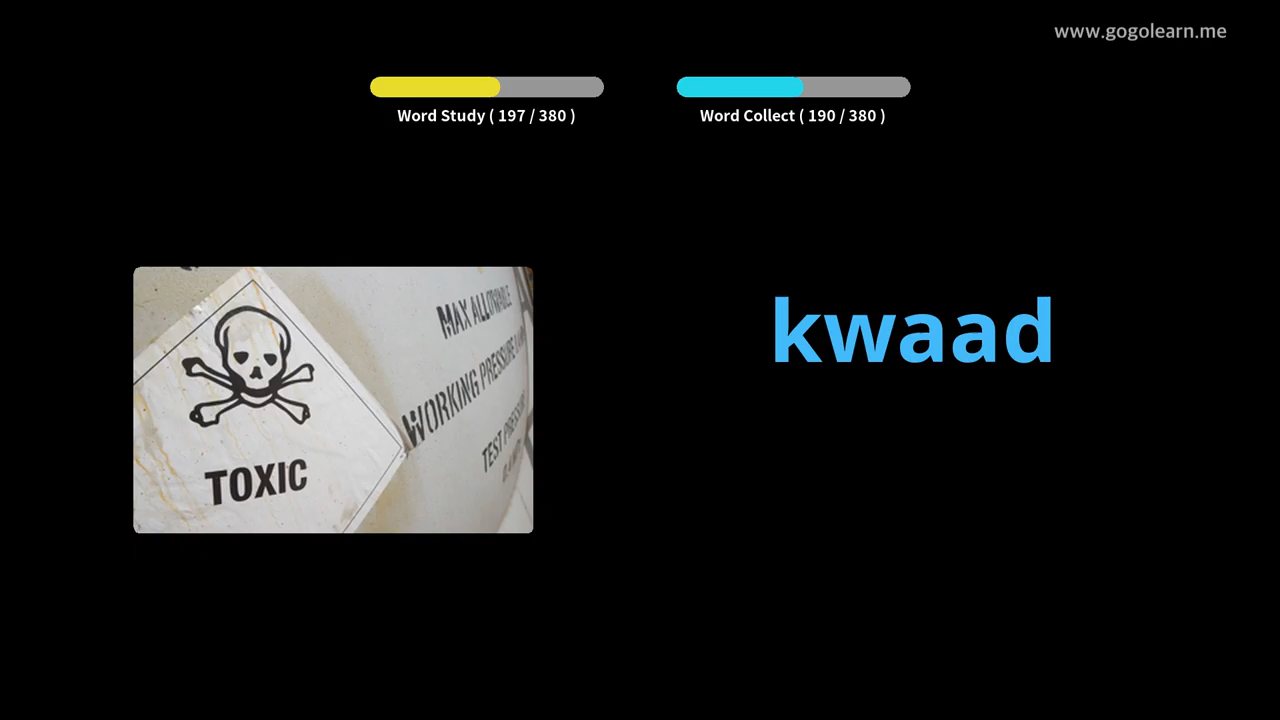 www.gogolearn.me
Word Study ( 197 / 380 )
Word Collect ( 190 / 380 )
MAX ALLOWABLE
WORKING PRESSURE
TEST PRESSURE
TOXIC
kwaad